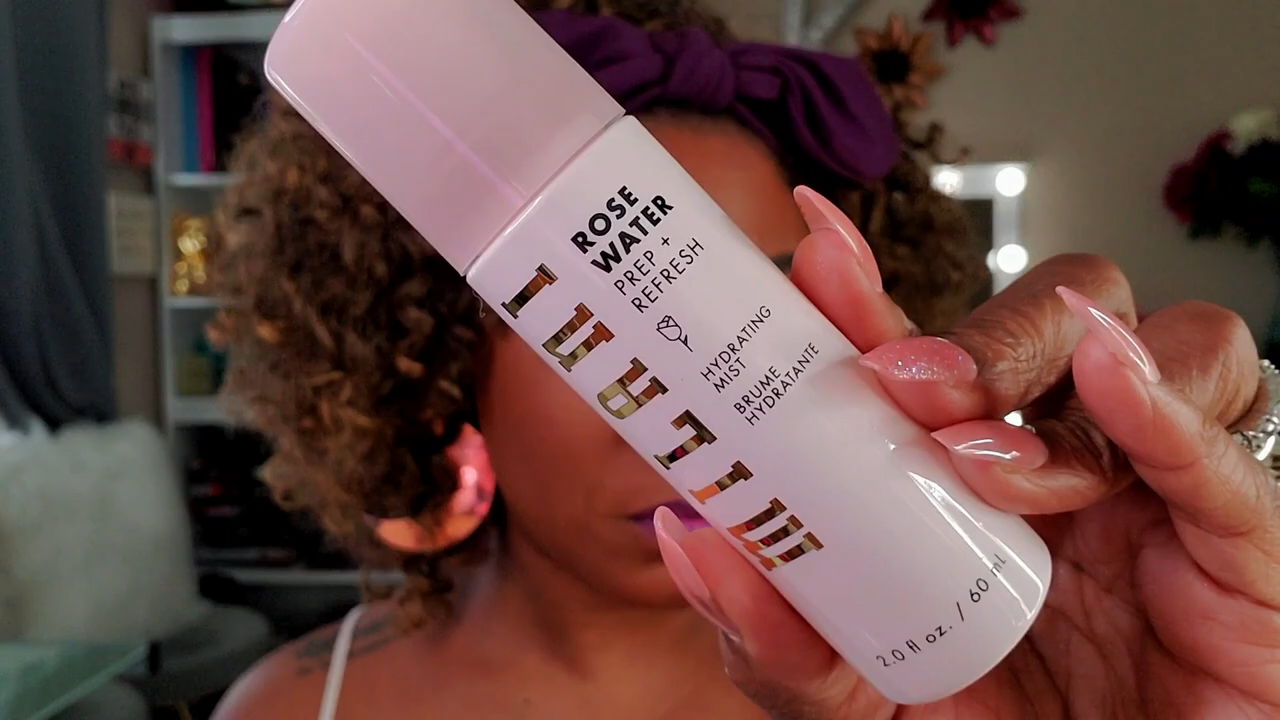 ROSE
WATER
PREP +
REFRESH
HYDRATING
MIST
BRUME
HYDRATANTE
MILANI
2.0 fl oz. / 60 ml